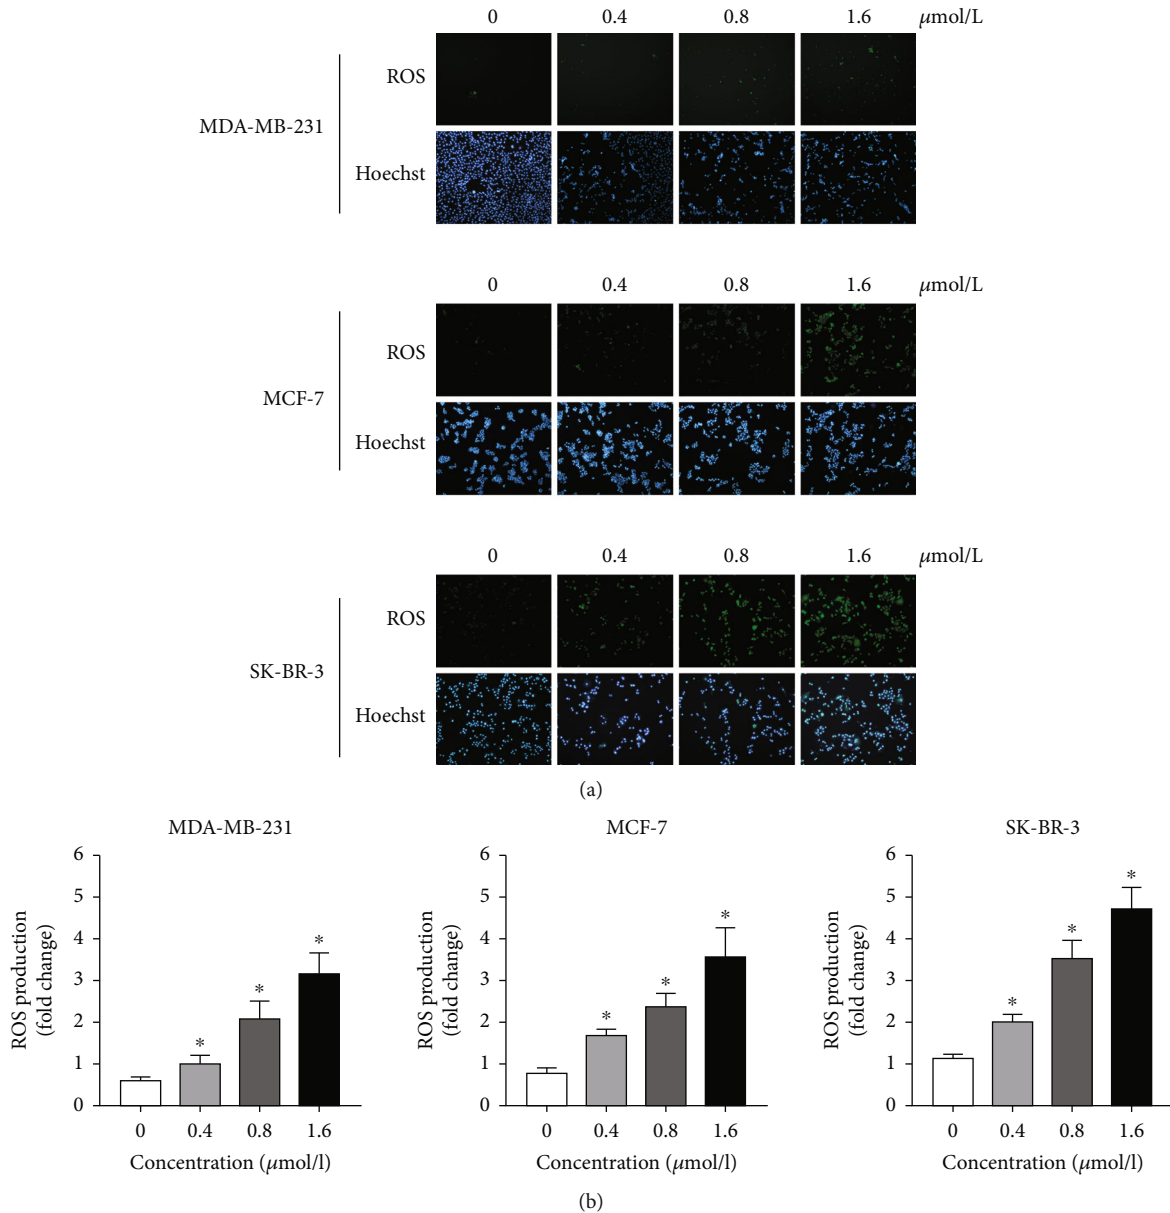 0 0.4 0.8 1.6 μmol/L
ROS
MDA-MB-231
Hoechst
0 0.4 0.8 1.6 μmol/L
ROS
MCF-7
Hoechst
0 0.4 0.8 1.6 μmol/L
ROS
SK-BR-3
Hoechst
(a)
MDA-MB-231
ROS production
(fold change)
6
5
4
3
2
1
0
* * *
0 0.4 0.8 1.6
Concentration (μmol/l)
MCF-7
ROS production
(fold change)
6
5
4
3
2
1
0
* * *
0 0.4 0.8 1.6
Concentration (μmol/l)
SK-BR-3
ROS production
(fold change)
6
5
4
3
2
1
0
* * *
0 0.4 0.8 1.6
Concentration (μmol/l)
(b)